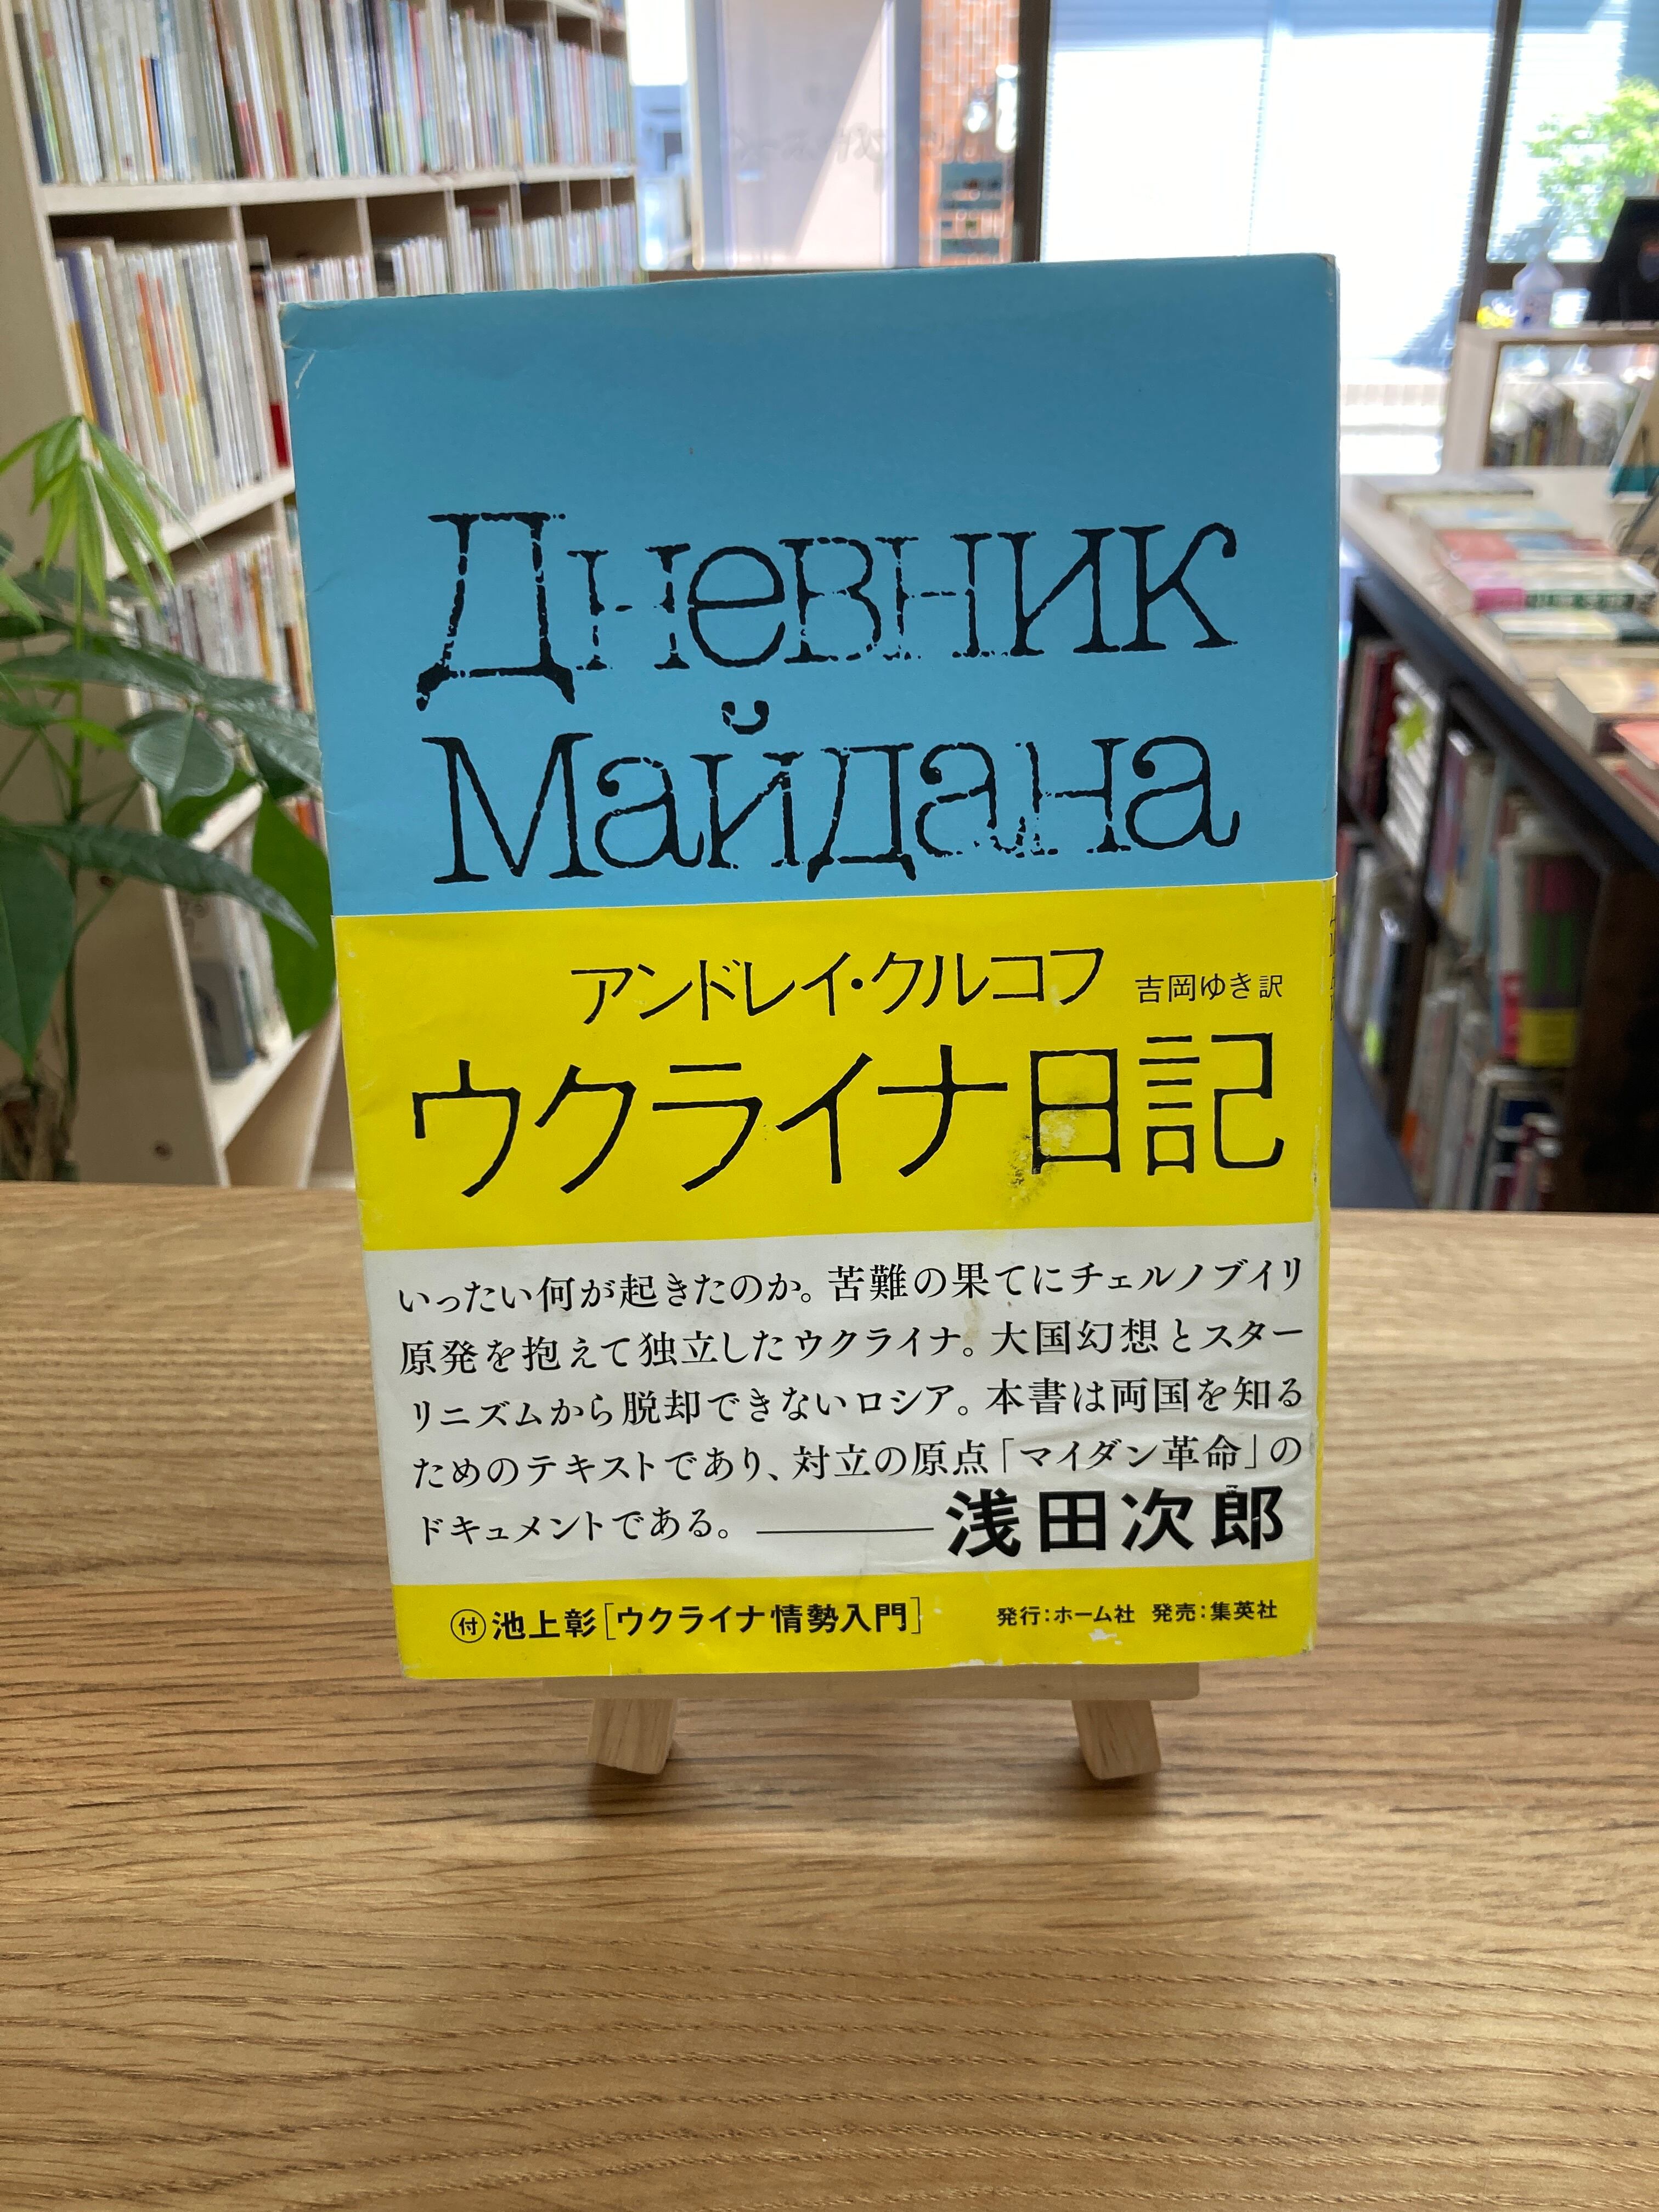 Дневник
Майдана
アンドレイ・クルコフ 吉岡ゆき 訳
ウクライナ日記
いったい何が起きたのか。苦難の果てにチェルノブイリ
原発を抱えて独立したウクライナ。大国幻想とスター
リニズムから脱却できないロシア。本書は両国を知る
ためのテキストであり、対立の原点「マイダン革命」の
ドキュメントである。――浅田次郎
㊉池上彰[ウクライナ情勢入門] 発行:ホーム社 発売:集英社